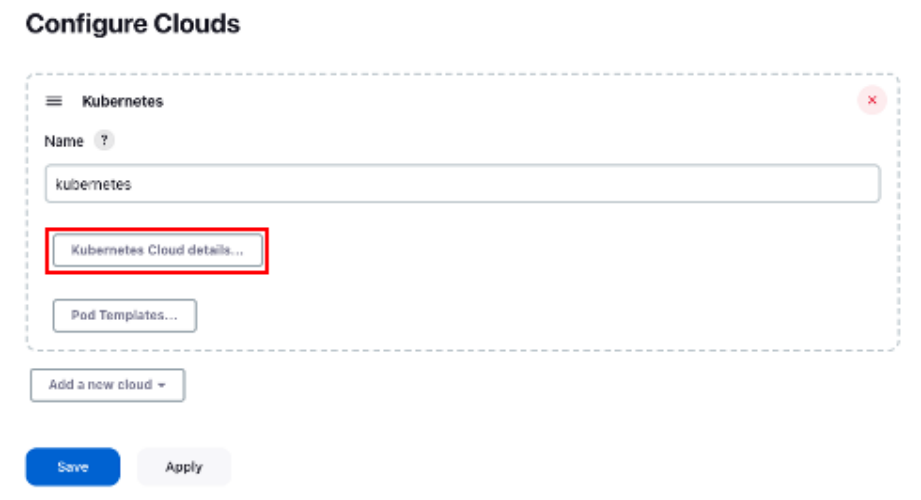 Configure Clouds
Kubernetes
Name ?
kubernetes
Kubernetes Cloud details...
Pod Templates...
Add a new cloud
Save Apply